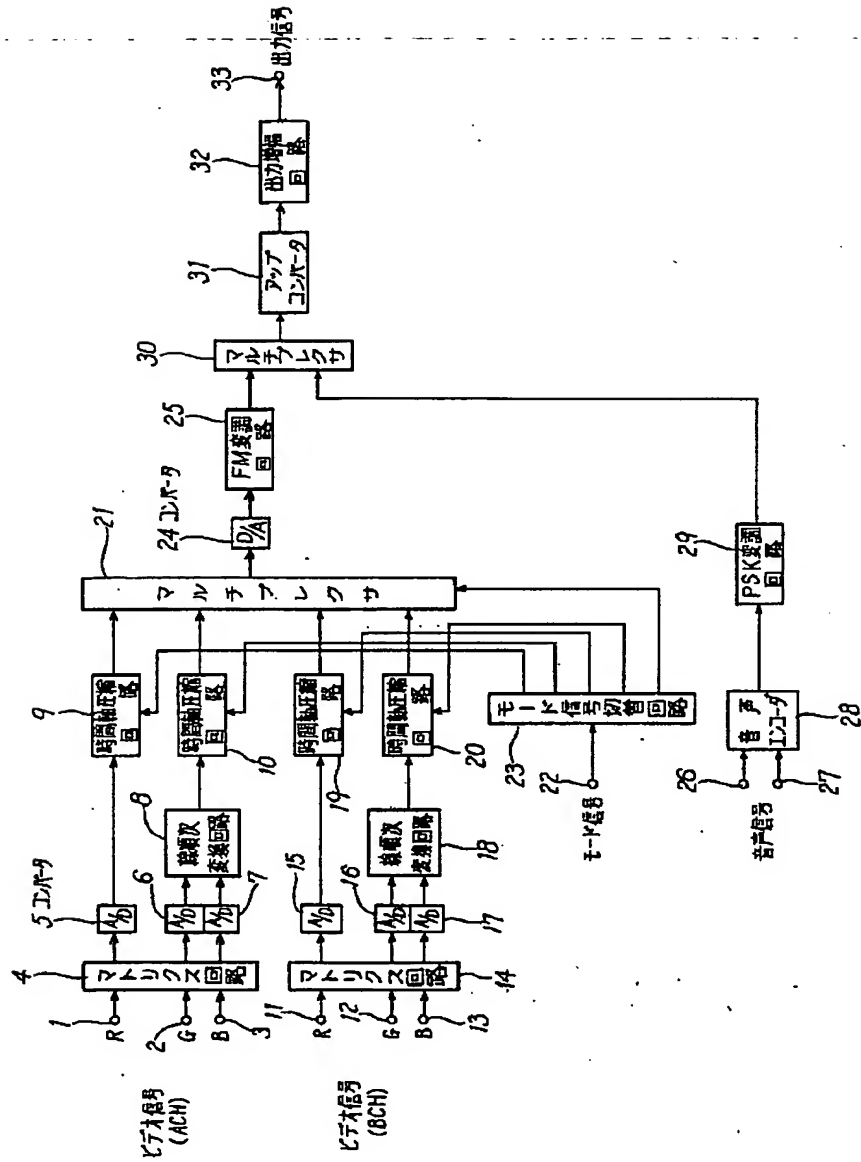 ビデオ信号
(ACH)
1
R
2
G
3
B
4
マトリクス回路
5 コンバータ
A/D
6
A/D
7
A/D
8
線順次
変換回路
9
時間軸圧縮
回路
10
時間軸圧縮
回路
ビデオ信号
(BCH)
11
R
12
G
13
B
14
マトリクス回路
15
A/D
16
A/D
17
A/D
18
線順次
変換回路
19
時間軸圧縮
回路
20
時間軸圧縮
回路
21
マルチプレクサ
22
モード信号
23
モード信号切替回路
24 コンバータ
D/A
25
FM変調
回路
26
27
音声信号
28
音声
エンコーダ
29
PSK変調
回路
30
マルチプレクサ
31
アップ
コンバータ
32
出力増幅
回路
33
出力信号